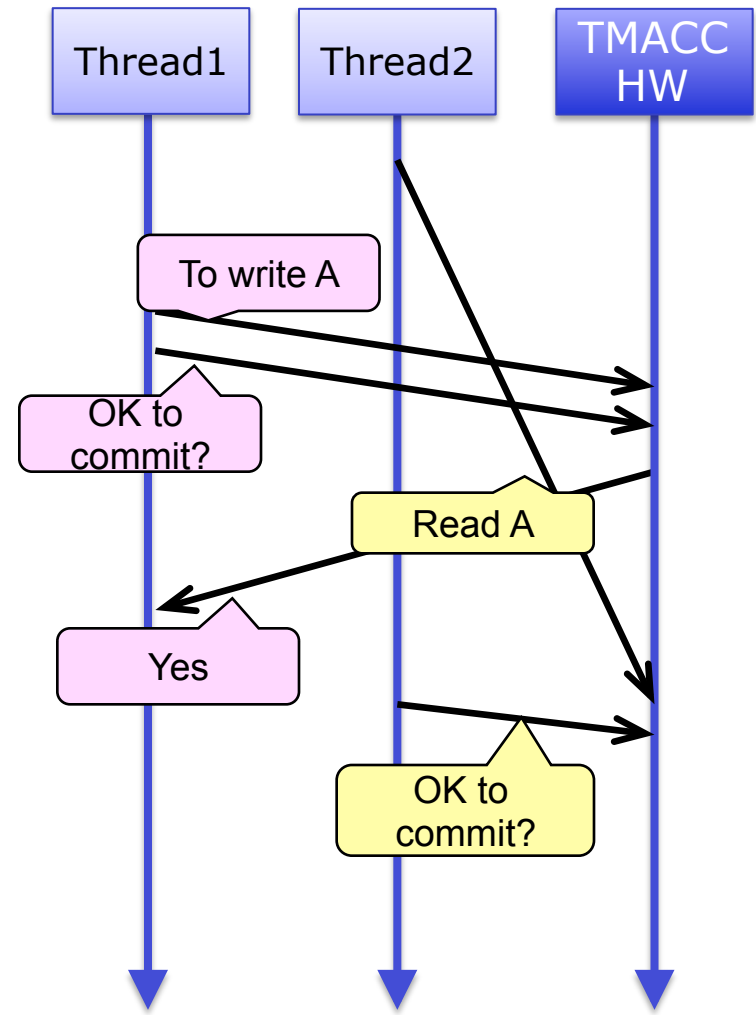 Thread1
Thread2
TMACC
HW
To write A
OK to
commit?
Read A
Yes
OK to
commit?